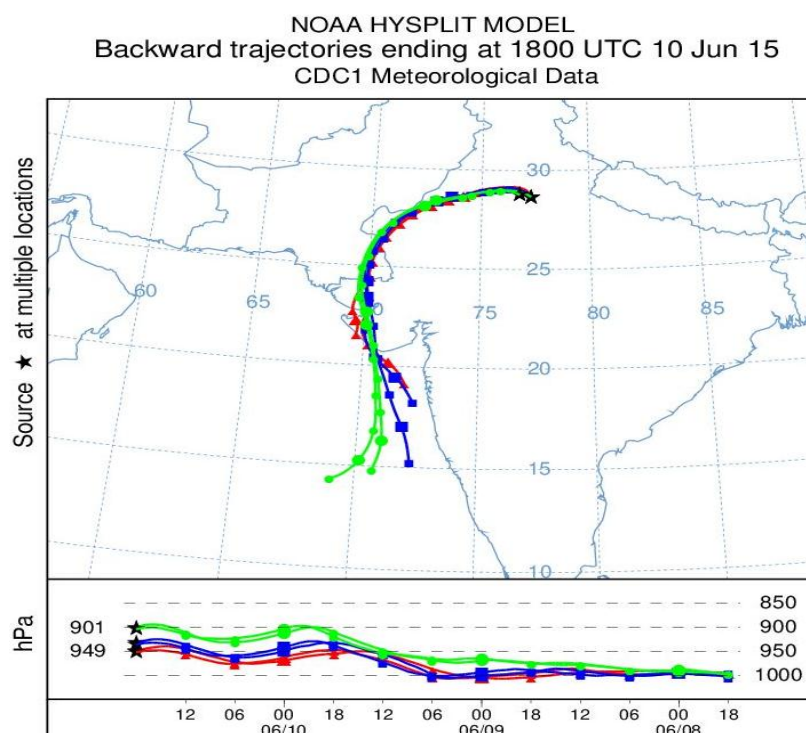 NOAA HYSPLIT MODEL
Backward trajectories ending at 1800 UTC 10 Jun 15
CDC1 Meteorological Data
Source ★ at multiple locations
30
25
60
65
70
75
80
85
20
15
10
hPa
901
949
850
900
950
1000
12 06 00 18 12 06 00 18 12 06 00 18
06/10 06/09 06/08